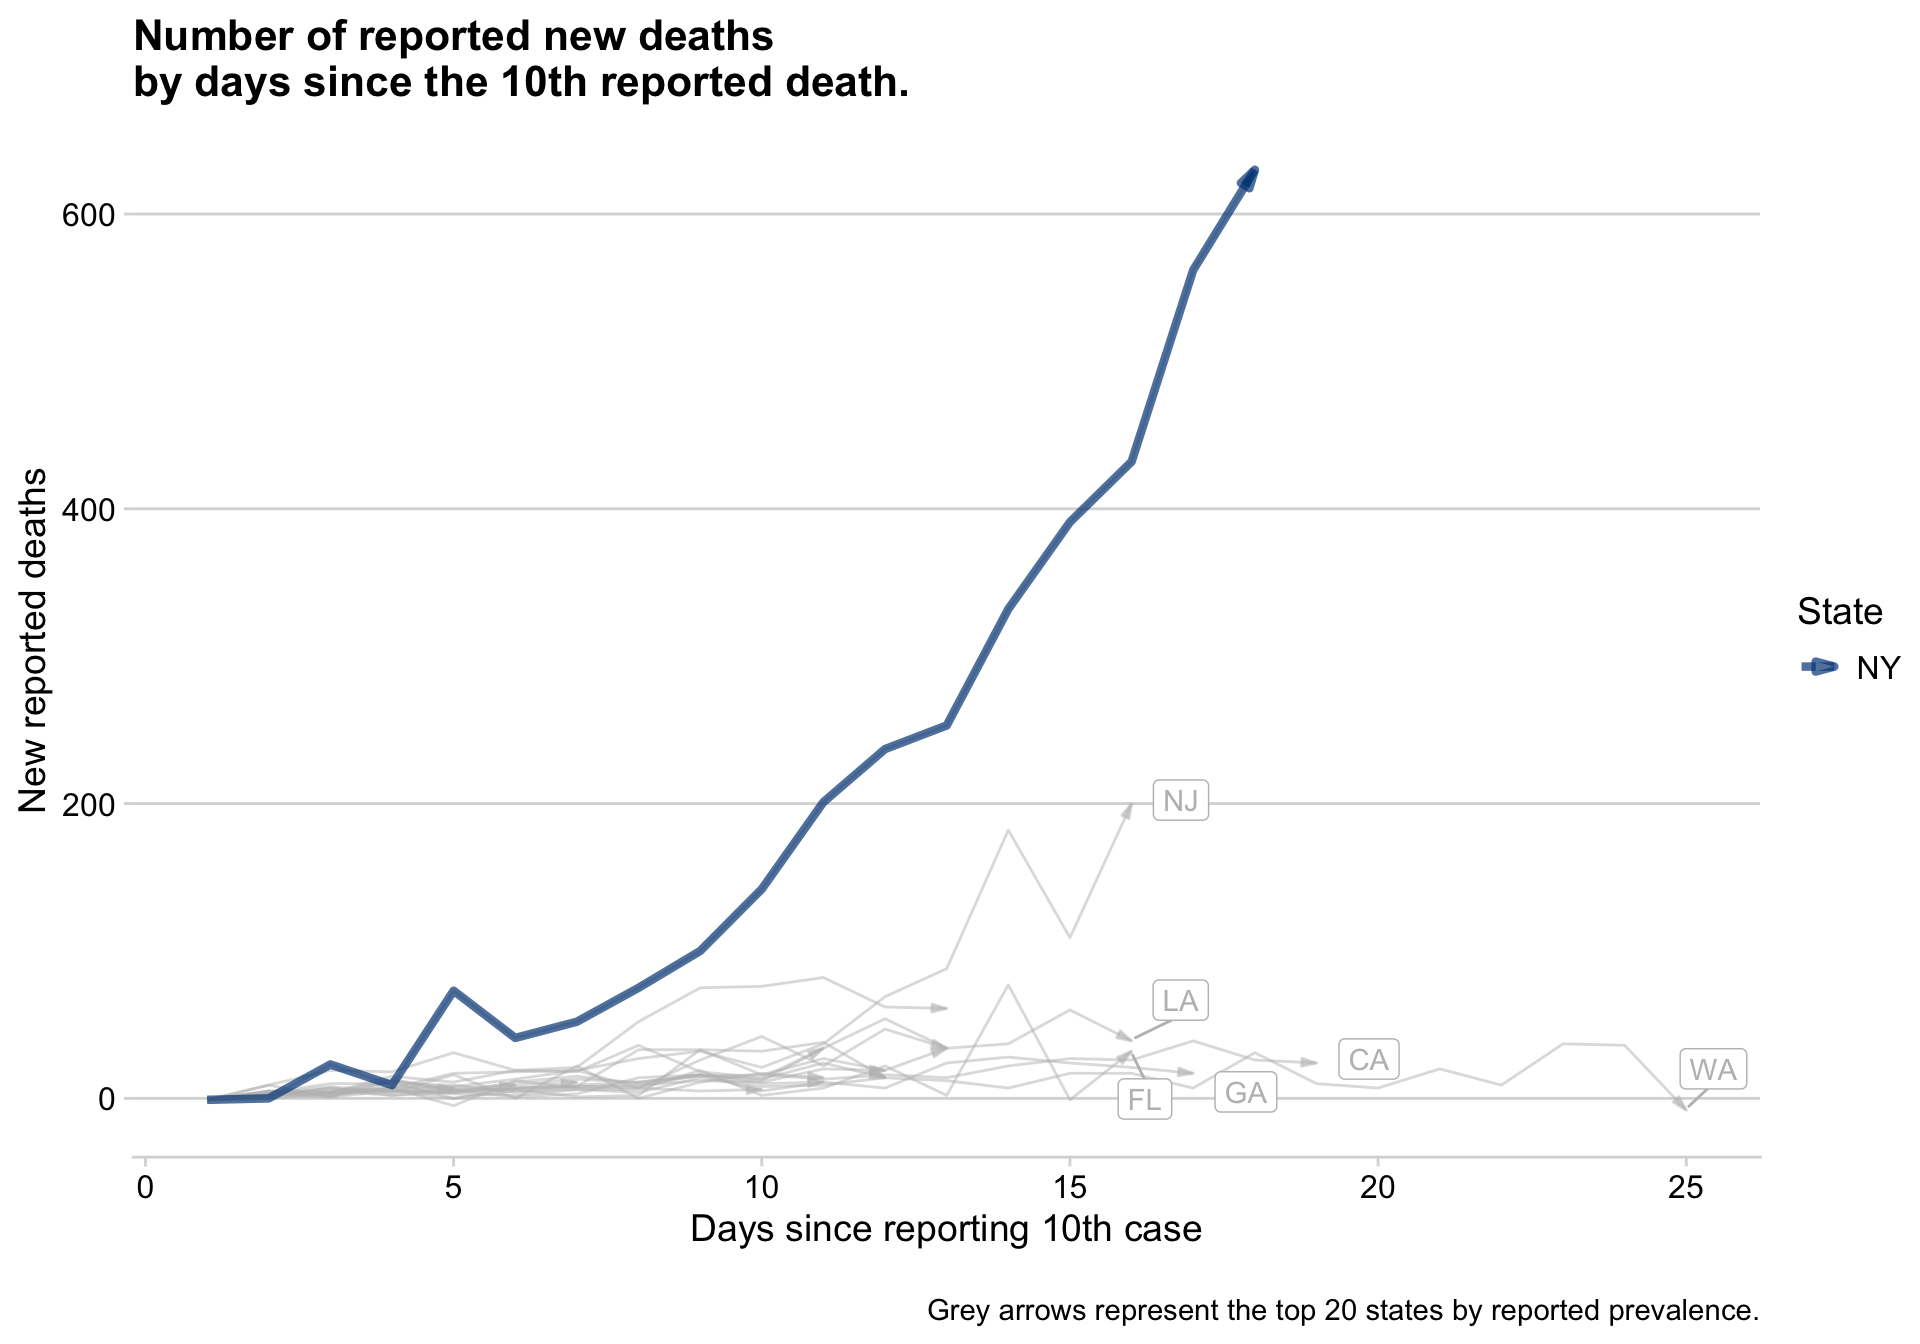 Number of reported new deaths
by days since the 10th reported death.
New reported deaths
600
400
200
0
NJ
LA
CA
WA
FL
GA
State
NY
0
5
10
15
20
25
Days since reporting 10th case
Grey arrows represent the top 20 states by reported prevalence.